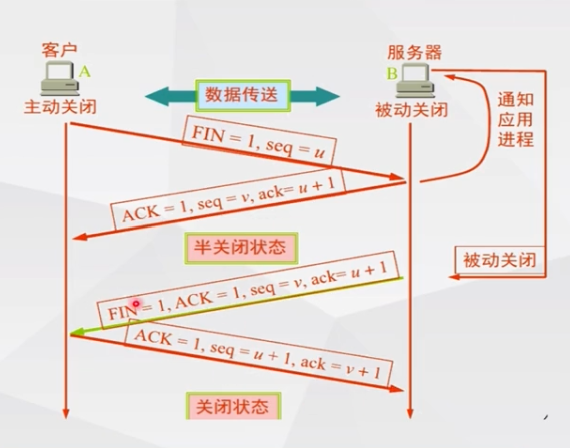 客户
A
主动关闭
服务器
B
被动关闭
数据传送
通知
应用
进程
FIN = 1, seq = u
ACK = 1, seq = v, ack= u + 1
半关闭状态
被动关闭
FIN = 1, ACK = 1, seq = v, ack= u + 1
ACK = 1, seq = u + 1, ack = v + 1
关闭状态